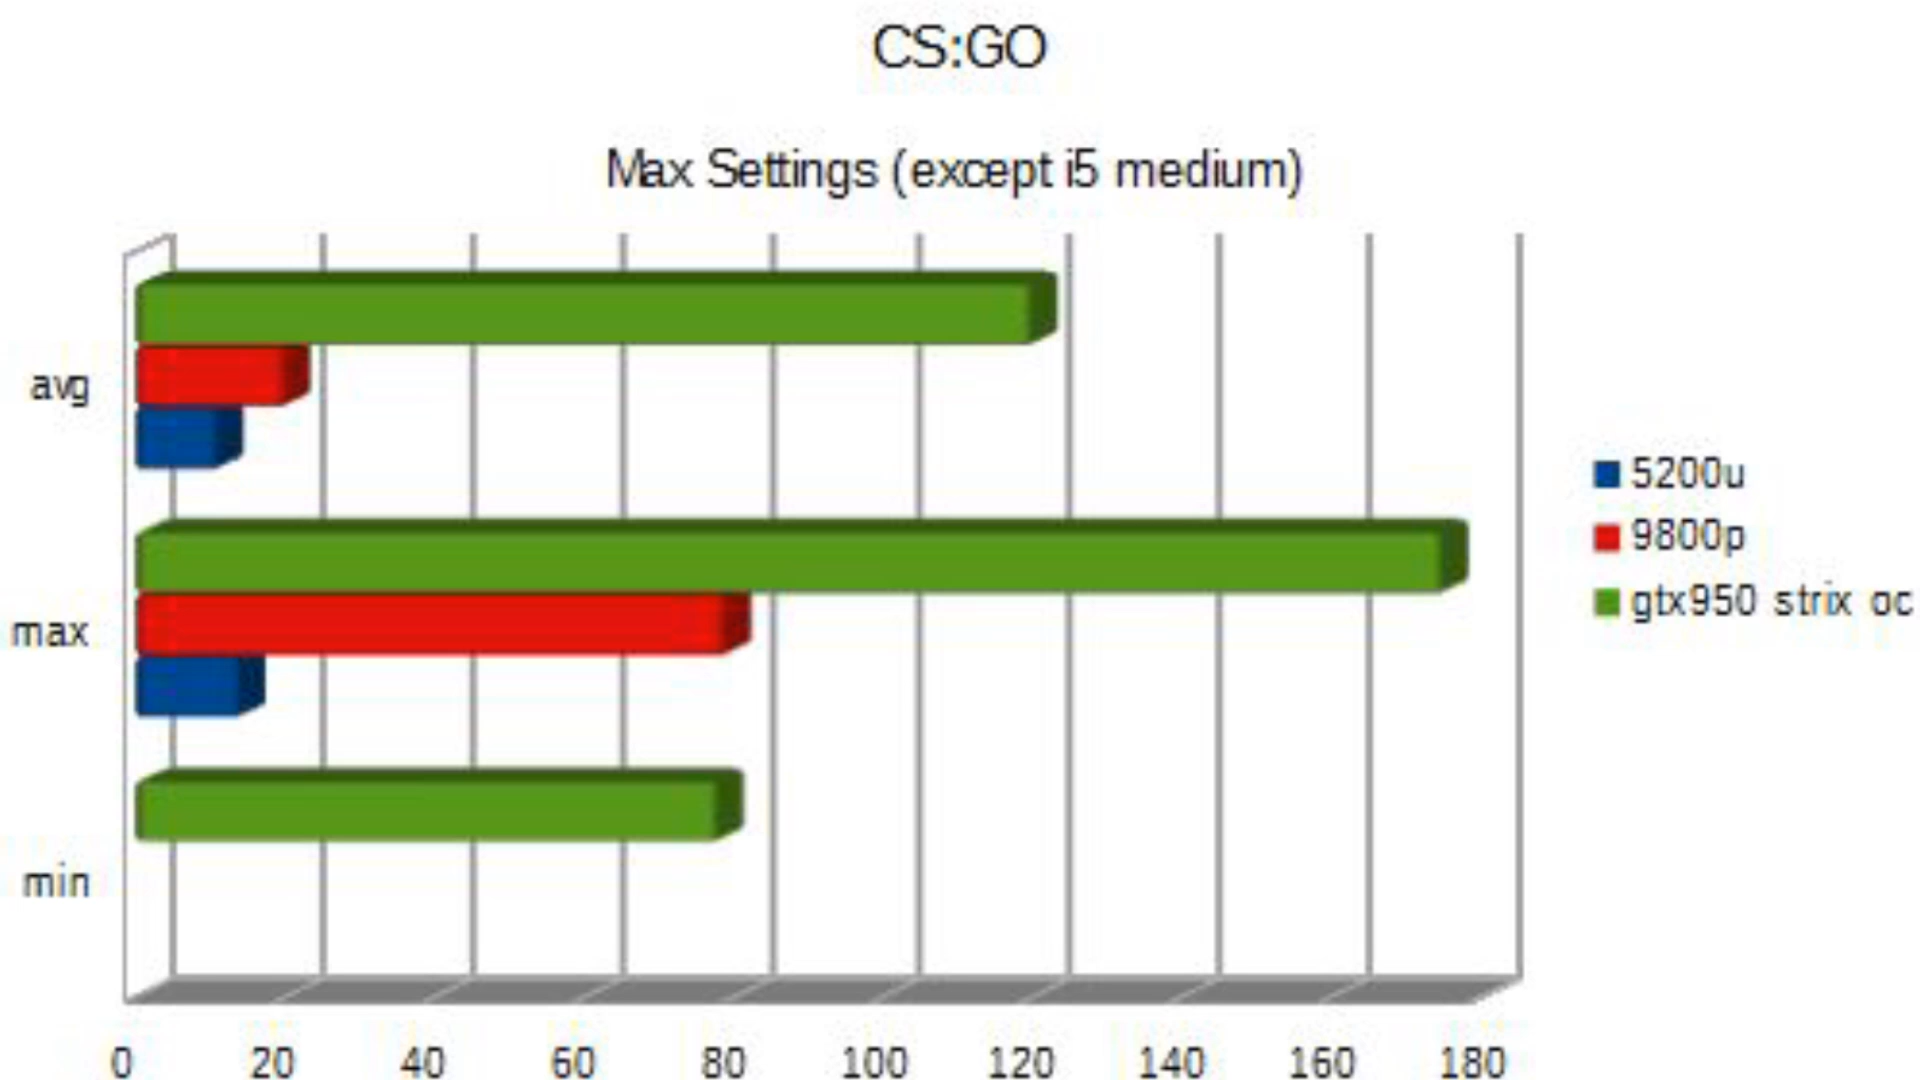 CS:GO
Max Settings (except i5 medium)
avg
max
min
5200u
9800p
gtx950 strix oc
0 20 40 60 80 100 120 140 160 180